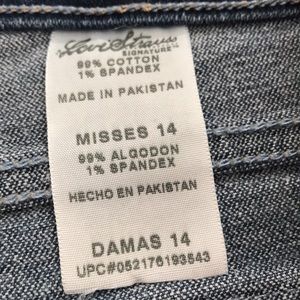 Levi Strauss
SIGNATURE™
99% COTTON
1% SPANDEX
MADE IN PAKISTAN
MISSES 14
99% ALGODON
1% SPANDEX
HECHO EN PAKISTAN
DAMAS 14
UPC#052176193543